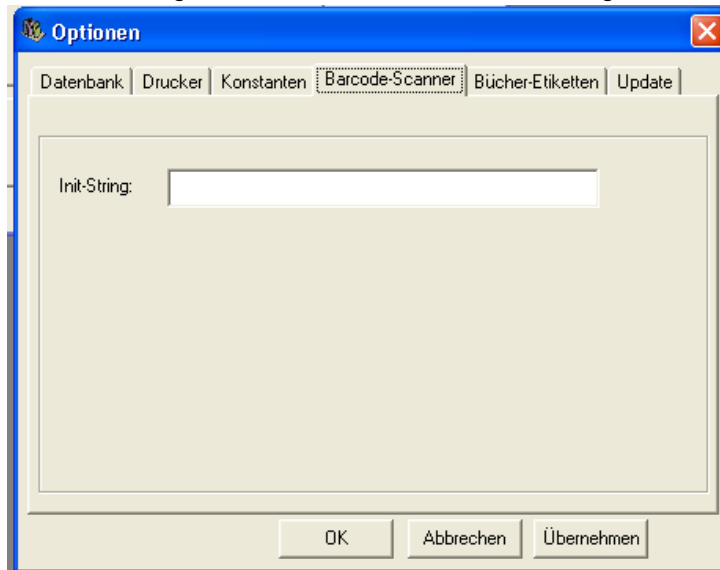 Optionen
Datenbank Drucker Konstanten Barcode-Scanner Bücher-Etiketten Update
Init-String:
OK Abbrechen Übernehmen